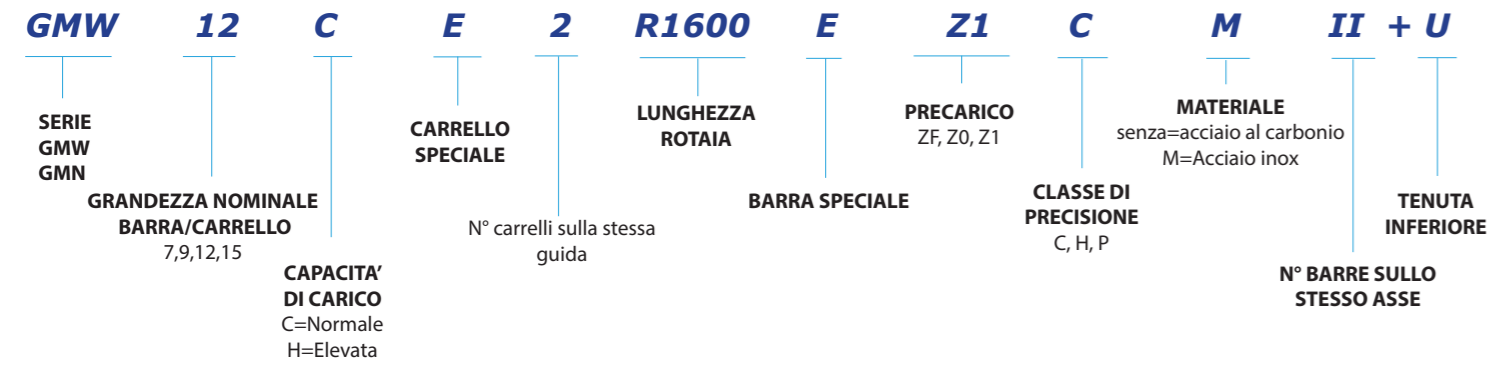 GMW 12 C E 2 R1600 E Z1 C M II + U
SERIE
GMW
GMN
GRANDEZZA NOMINALE
BARRA/CARRELLO
7,9,12,15
CAPACITA’
DI CARICO
C=Normale
H=Elevata
CARRELLO
SPECIALE
N° carrelli sulla stessa
guida
LUNGHEZZA
ROTAIA
BARRA SPECIALE
PRECARICO
ZF, Z0, Z1
CLASSE DI
PRECISIONE
C, H, P
MATERIALE
senza=acciaio al carbonio
M=Acciaio inox
N° BARRE SULLO
STESSO ASSE
TENUTA
INFERIORE